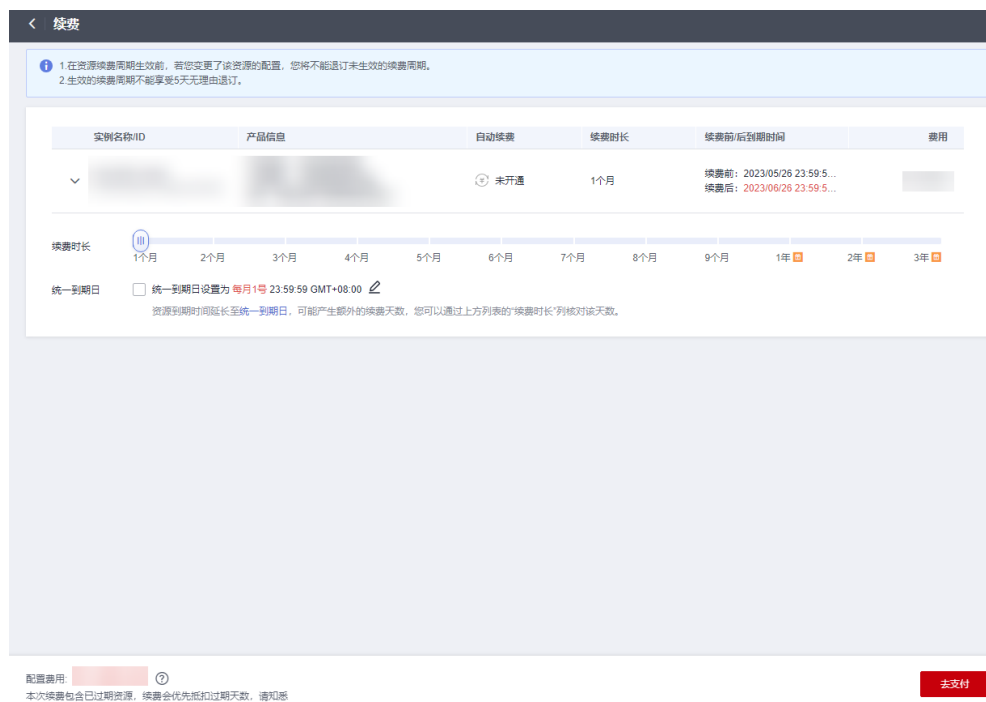 续费
1.在资源续费周期生效前，若您变更了该资源的配置，您将不能退订未生效的续费周期。
2.生效的续费周期不能享受5天无理由退订。
实例名称/ID 产品信息 自动续费 续费时长 续费前/后到期时间 费用
未开通 1个月 续费前：2023/05/26 23:59:5...
续费后：2023/06/26 23:59:5...
续费时长
1个月 2个月 3个月 4个月 5个月 6个月 7个月 8个月 9个月 1年 2年 3年
统一到期日 统一到期日设置为 每月1号 23:59:59 GMT+08:00
资源到期时间延长至统一到期日，可能产生额外的续费天数，您可以通过上方列表的“续费时长”列核对该天数。
配置费用:
本次续费包含已过期资源，续费会优先抵扣过期天数，请知悉
去支付